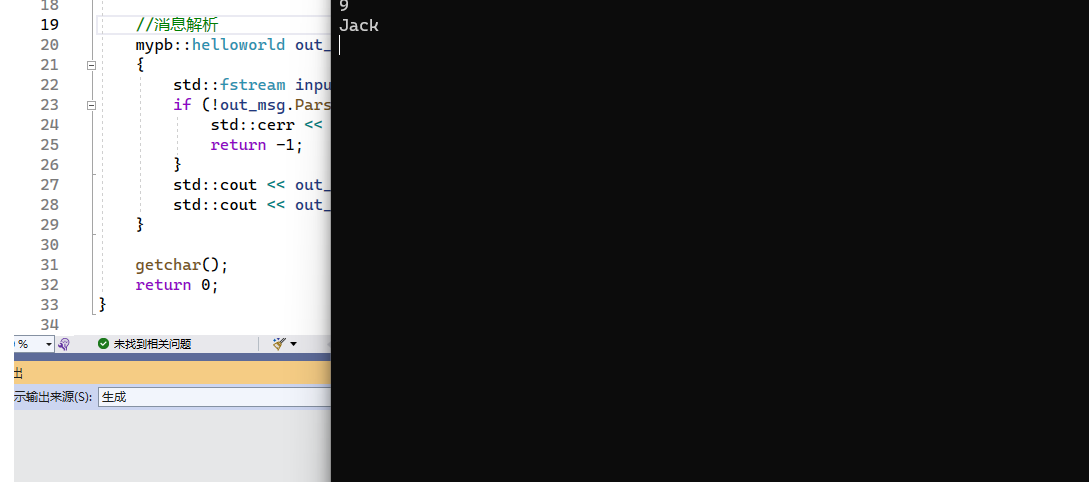 18
19 //消息解析
20 mypb::helloworld out_
21 {
22 std::fstream inpu
23 if (!out_msg.Pars
24 std::cerr <<
25 return -1;
26 }
27 std::cout << out_
28 std::cout << out_
29 }
30
31 getchar();
32 return 0;
33 }
34
% 未找到相关问题
出
示输出来源(S): 生成
9
Jack